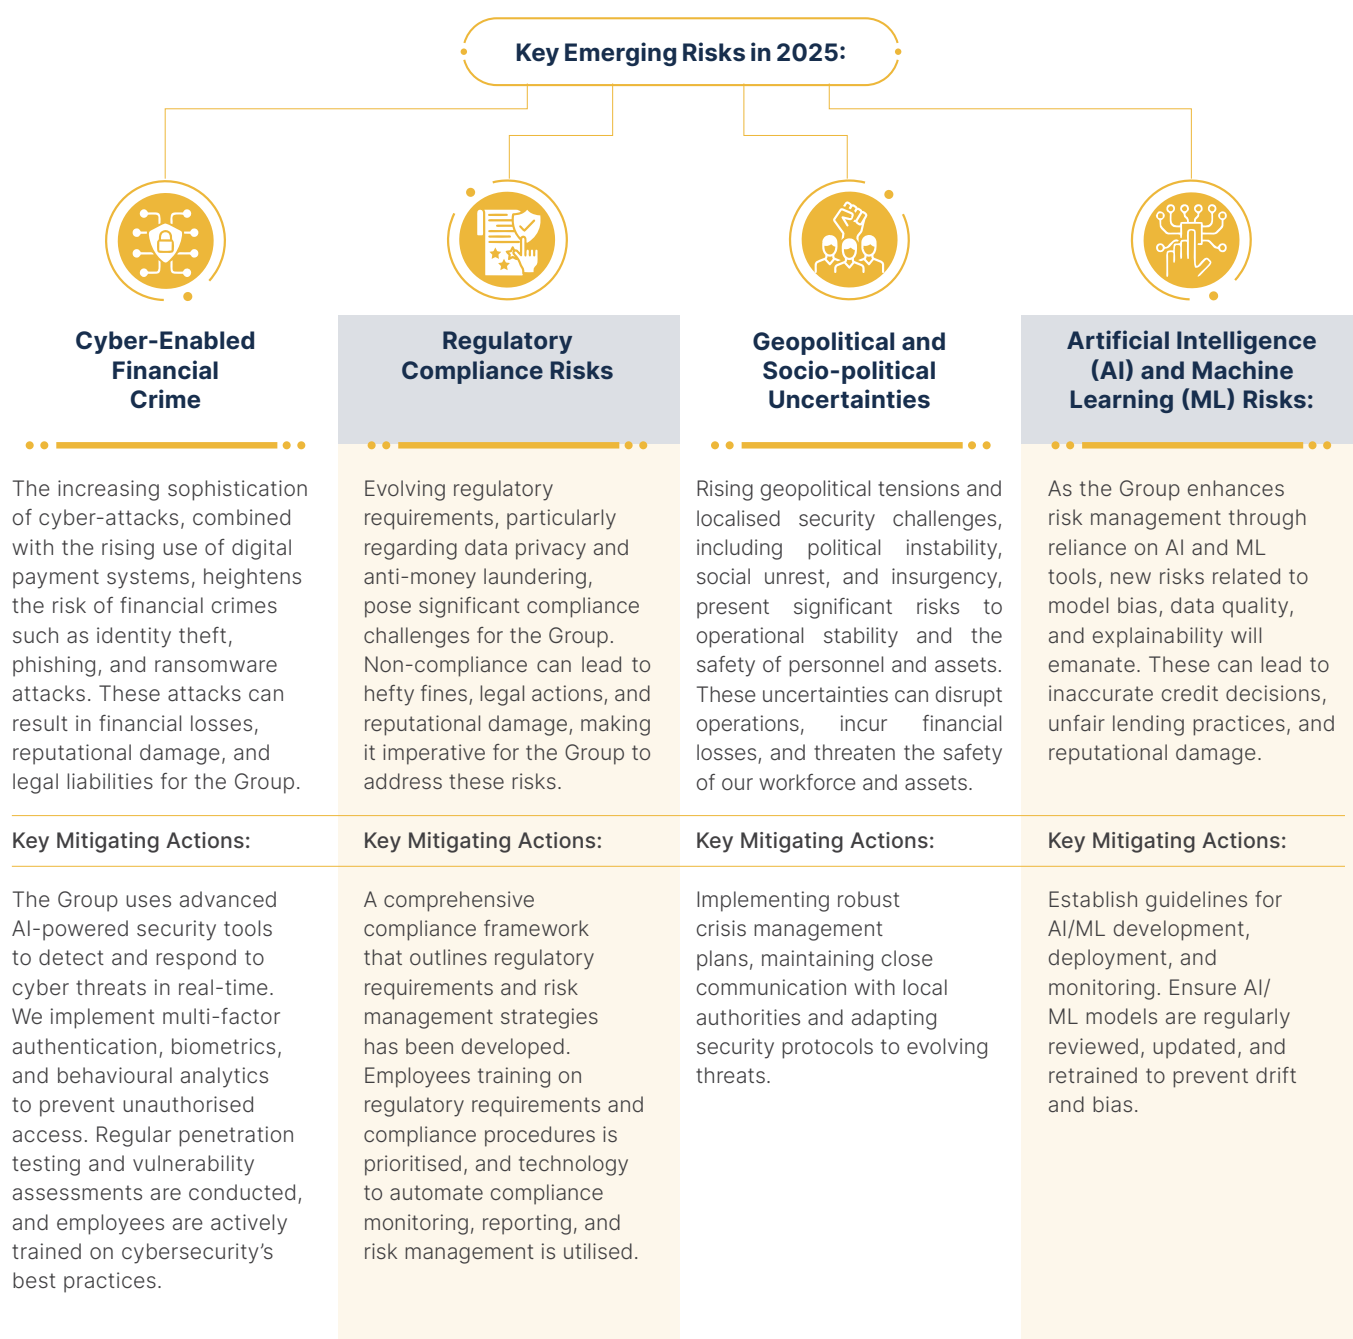 Key Emerging Risks in 2025:
Cyber-Enabled
Financial
Crime
The increasing sophistication
of cyber-attacks, combined
with the rising use of digital
payment systems, heightens
the risk of financial crimes
such as identity theft,
phishing, and ransomware
attacks. These attacks can
result in financial losses,
reputational damage, and
legal liabilities for the Group.
Key Mitigating Actions:
The Group uses advanced
AI-powered security tools
to detect and respond to
cyber threats in real-time.
We implement multi-factor
authentication, biometrics,
and behavioural analytics
to prevent unauthorised
access. Regular penetration
testing and vulnerability
assessments are conducted,
and employees are actively
trained on cybersecurity’s
best practices.
Regulatory
Compliance Risks
Evolving regulatory
requirements, particularly
regarding data privacy and
anti-money laundering,
pose significant compliance
challenges for the Group.
Non-compliance can lead to
hefty fines, legal actions, and
reputational damage, making
it imperative for the Group to
address these risks.
Key Mitigating Actions:
A comprehensive
compliance framework
that outlines regulatory
requirements and risk
management strategies
has been developed.
Employees training on
regulatory requirements and
compliance procedures is
prioritised, and technology
to automate compliance
monitoring, reporting, and
risk management is utilised.
Geopolitical and
Socio-political
Uncertainties
Rising geopolitical tensions and
localised security challenges,
including political instability,
social unrest, and insurgency,
present significant risks to
operational stability and the
safety of personnel and assets.
These uncertainties can disrupt
operations, incur financial
losses, and threaten the safety
of our workforce and assets.
Key Mitigating Actions:
Implementing robust
crisis management
plans, maintaining close
communication with local
authorities and adapting
security protocols to evolving
threats.
Artificial Intelligence
(AI) and Machine
Learning (ML) Risks:
As the Group enhances
risk management through
reliance on AI and ML
tools, new risks related to
model bias, data quality,
and explainability will
emanate. These can lead to
inaccurate credit decisions,
unfair lending practices, and
reputational damage.
Key Mitigating Actions:
Establish guidelines for
AI/ML development,
deployment, and
monitoring. Ensure AI/
ML models are regularly
reviewed, updated, and
retrained to prevent drift
and bias.